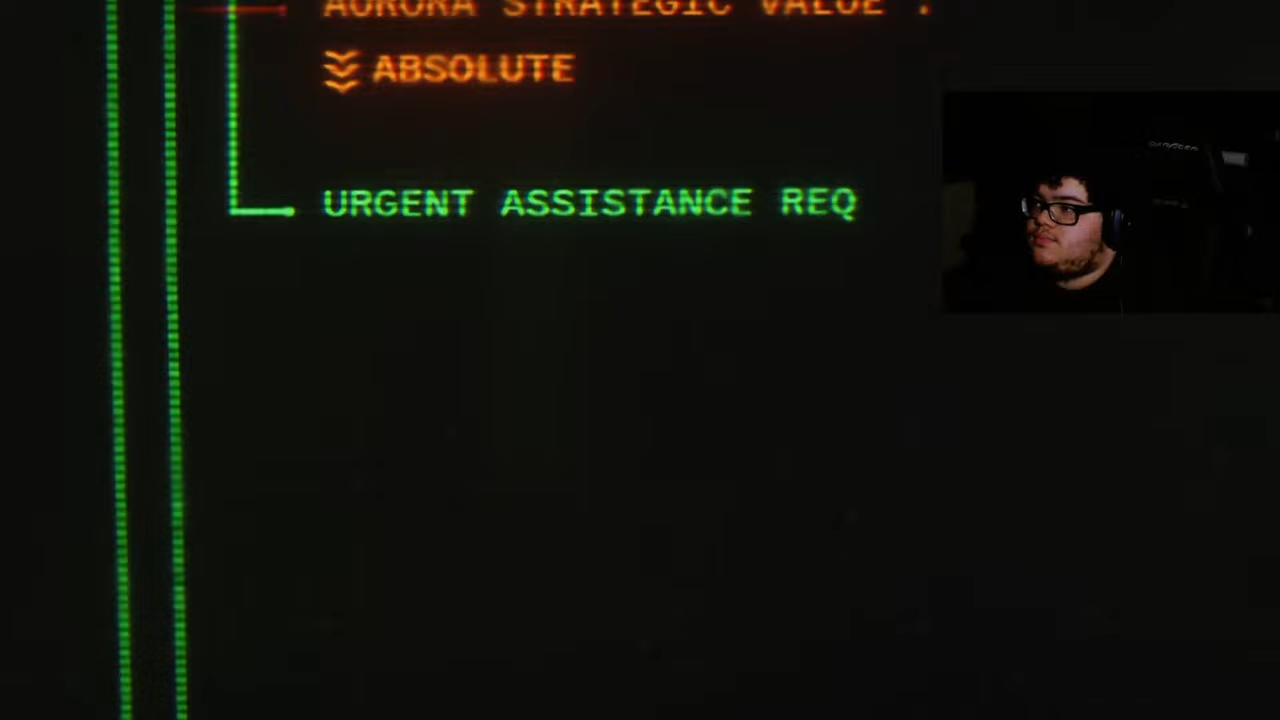 AURORA STRATEGIC VALUE :
ABSOLUTE
URGENT ASSISTANCE REQ